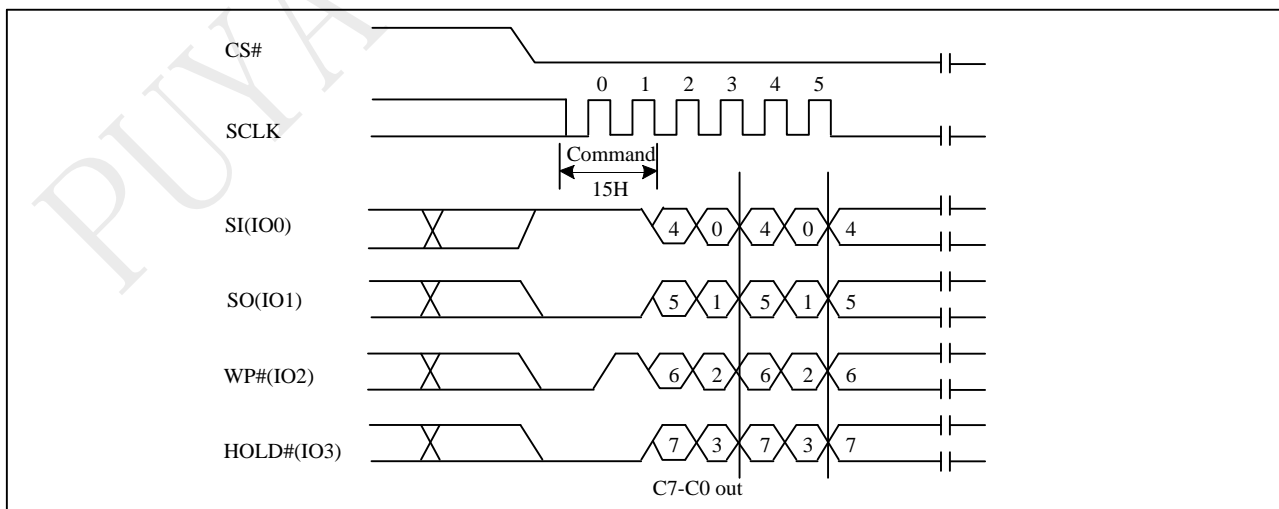 PUYA
CS#
0 1 2 3 4 5
SCLK
Command
15H
SI(IO0) 4 0 4 0 4
SO(IO1) 5 1 5 1 5
WP#(IO2) 6 2 6 2 6
HOLD#(IO3) 7 3 7 3 7
C7-C0 out